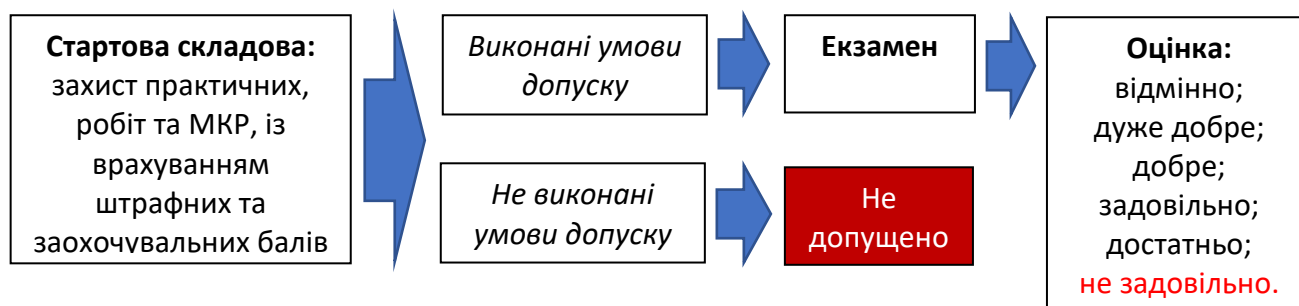 Стартова складова:
захист практичних,
робіт та МКР, із
врахуванням
штрафних та
заохочувальних балів
Виконані умови
допуску
Екзамен
Не виконані
умови допуску
Не
допущено
Оцінка:
відмінно;
дуже добре;
добре;
задовільно;
достатньо;
не задовільно.